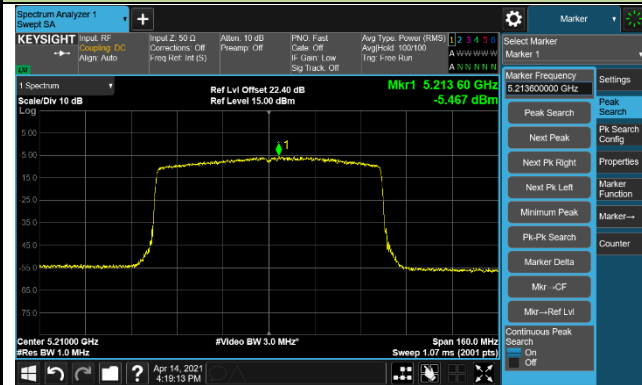 Spectrum Analyzer 1
Swept SA
+
Marker
KEYSIGHT
Input: RF
Coupling: DC
Align: Auto
Input Z: 50 Ω
Corrections: Off
Freq Ref: Int (S)
Atten: 10 dB
Preamp: Off
PNO: Fast
Gate: Off
IF Gain: Low
Sig Track: Off
Avg Type: Power (RMS)
Avg|Hold: 100/100
Trig: Free Run
1 2 3 4 5 6
A W W W W W
A N N N N N
LXI
Select Marker
Marker 1
1 Spectrum
Scale/Div 10 dB
Log
Ref Lvl Offset 22.40 dB
Ref Level 15.00 dBm
Mkr1 5.213 60 GHz
-5.467 dBm
1
5.00
-5.00
-15.0
-25.0
-35.0
-45.0
-55.0
-65.0
-75.0
Center 5.21000 GHz
#Res BW 1.0 MHz
#Video BW 3.0 MHz*
Span 160.0 MHz
Sweep 1.07 ms (2001 pts)
Marker Frequency
5.213600000 GHz
Peak Search
Next Peak
Next Pk Right
Next Pk Left
Minimum Peak
Pk-Pk Search
Marker Delta
Mkr→CF
Mkr→Ref Lvl
Continuous Peak
Search
On
Off
Settings
Peak
Search
Pk Search
Config
Properties
Marker
Function
Marker→
Counter
?
Apr 14, 2021
4:19:13 PM